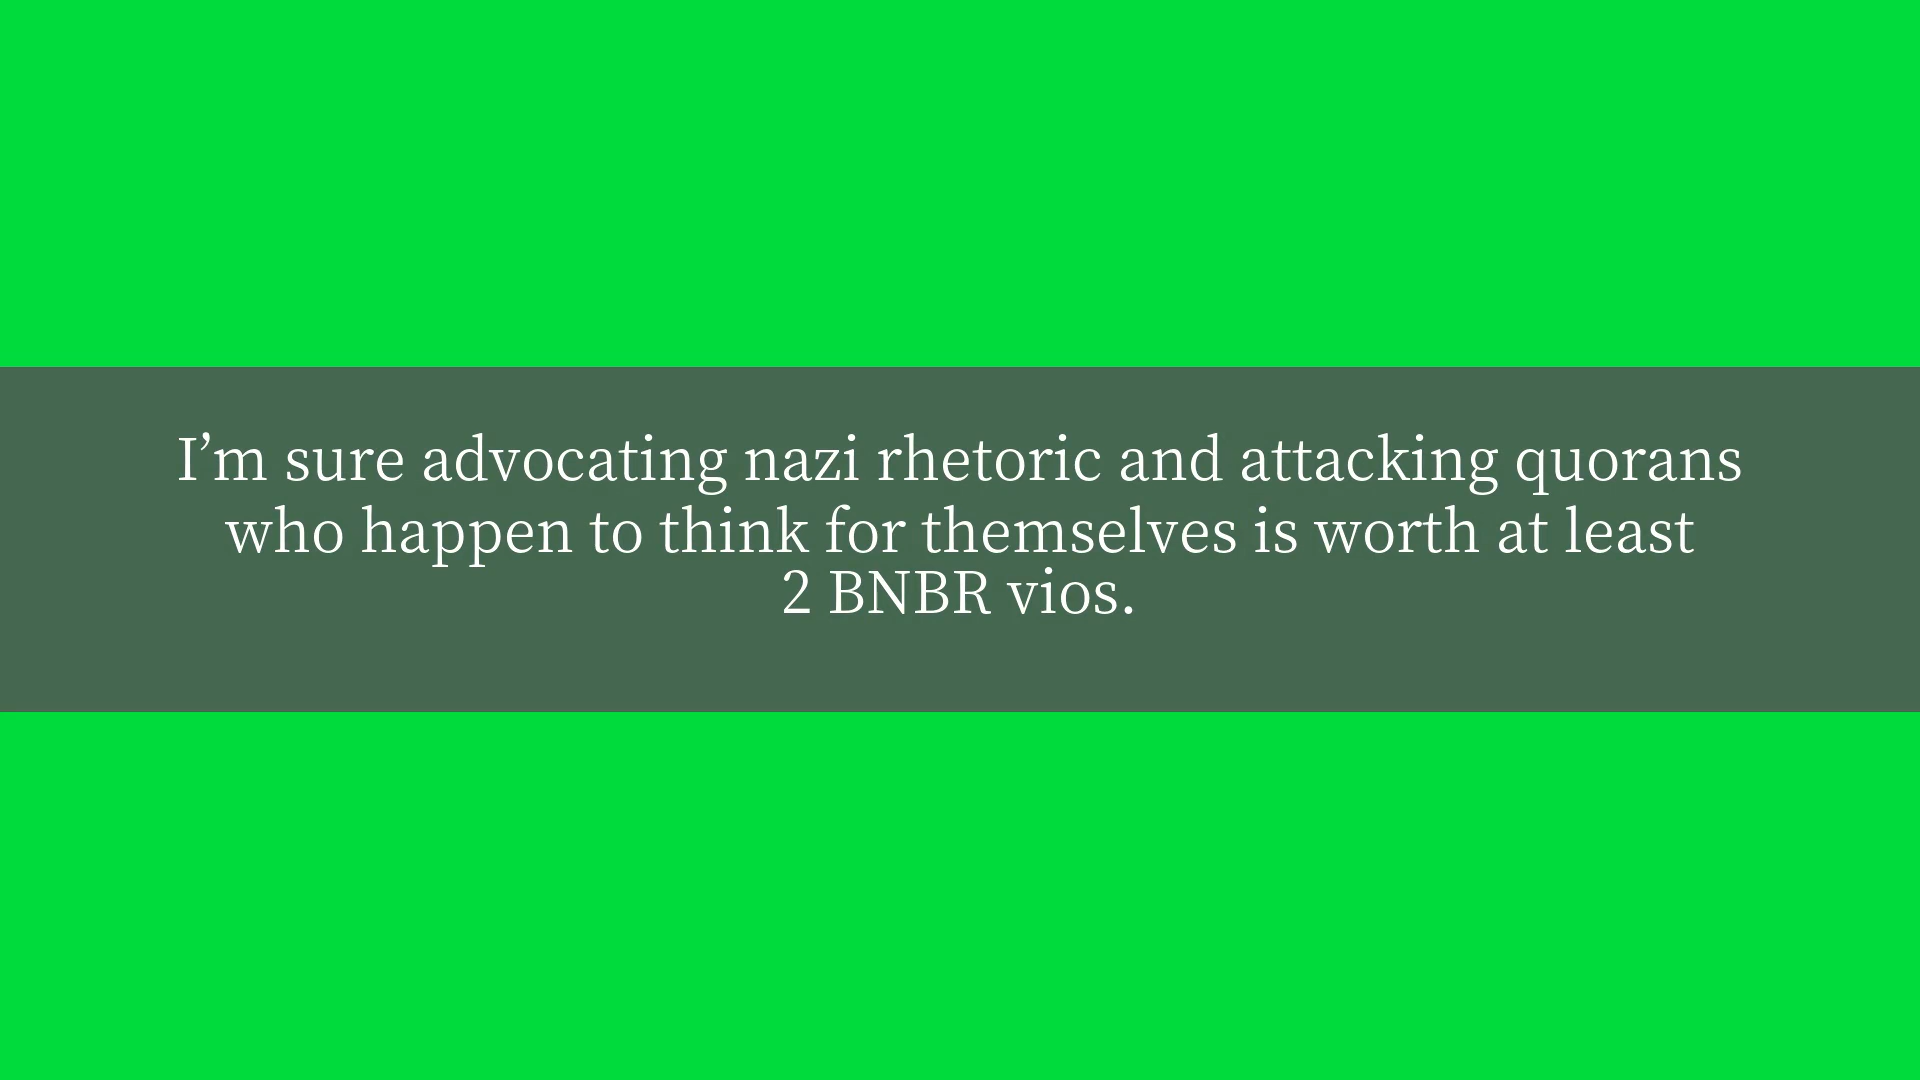 I’m sure advocating nazi rhetoric and attacking quorans
who happen to think for themselves is worth at least
2 BNBR vios.